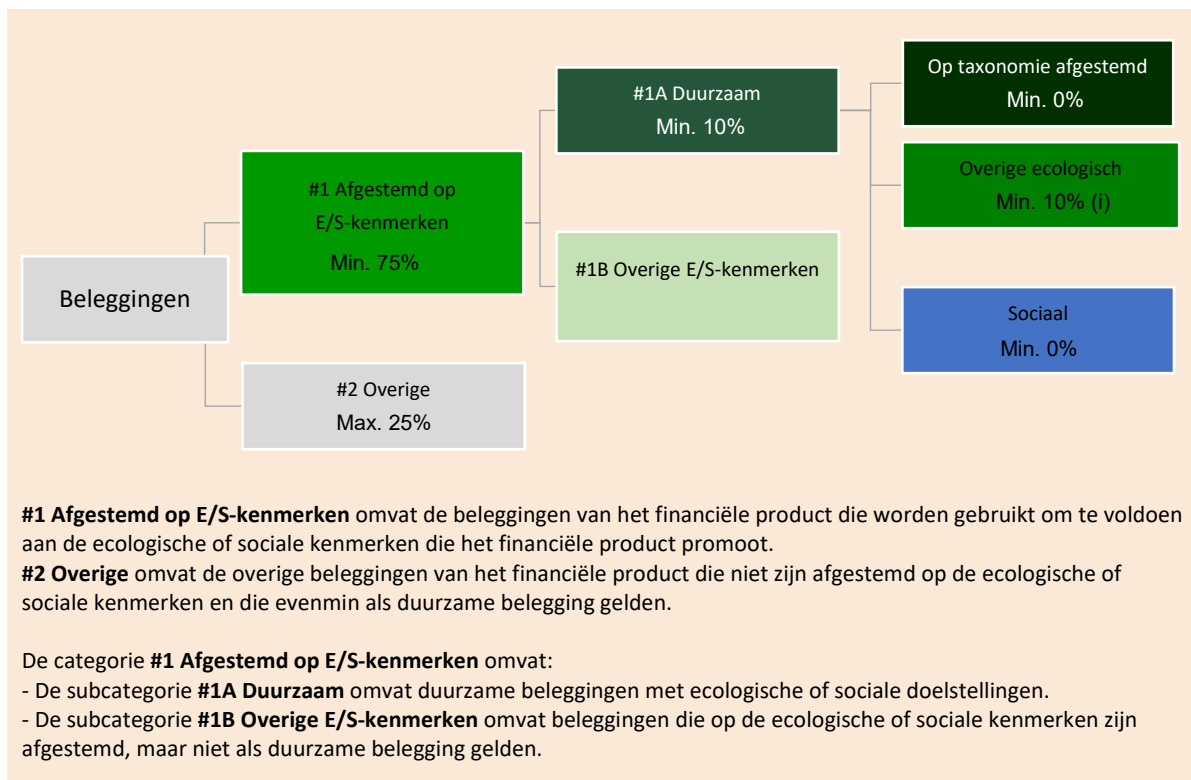 Beleggingen
#1 Afgestemd op
E/S-kenmerken
Min. 75%
#2 Overige
Max. 25%
#1A Duurzaam
Min. 10%
#1B Overige E/S-kenmerken
Op taxonomie afgestemd
Min. 0%
Overige ecologisch
Min. 10% (i)
Sociaal
Min. 0%
#1 Afgestemd op E/S-kenmerken omvat de beleggingen van het financiële product die worden gebruikt om te voldoen
aan de ecologische of sociale kenmerken die het financiële product promoot.
#2 Overige omvat de overige beleggingen van het financiële product die niet zijn afgestemd op de ecologische of
sociale kenmerken en die evenmin als duurzame belegging gelden.
De categorie #1 Afgestemd op E/S-kenmerken omvat:
- De subcategorie #1A Duurzaam omvat duurzame beleggingen met ecologische of sociale doelstellingen.
- De subcategorie #1B Overige E/S-kenmerken omvat beleggingen die op de ecologische of sociale kenmerken zijn
afgestemd, maar niet als duurzame belegging gelden.